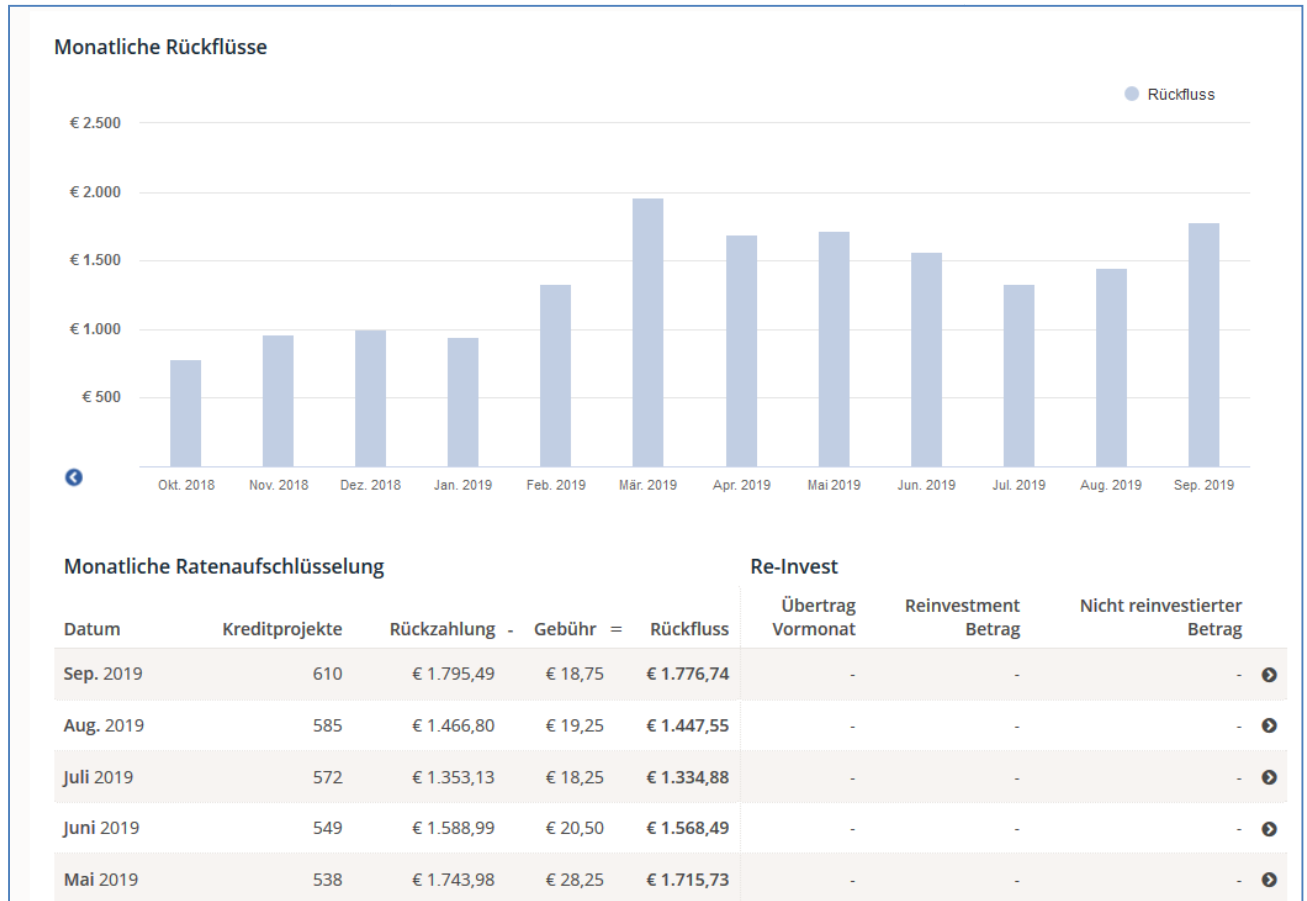 Monatliche Rückflüsse
Rückfluss
€ 2.500
€ 2.000
€ 1.500
€ 1.000
€ 500
Okt. 2018 Nov. 2018 Dez. 2018 Jan. 2019 Feb. 2019 Mär. 2019 Apr. 2019 Mai 2019 Jun. 2019 Jul. 2019 Aug. 2019 Sep. 2019
Monatliche Ratenaufschlüsselung Re-Invest
Übertrag Reinvestment Nicht reinvestierter
Datum Kreditprojekte Rückzahlung - Gebühr = Rückfluss Vormonat Betrag Betrag
Sep. 2019 610 € 1.795,49 € 18,75 € 1.776,74 - - -
Aug. 2019 585 € 1.466,80 € 19,25 € 1.447,55 - - -
Juli 2019 572 € 1.353,13 € 18,25 € 1.334,88 - - -
Juni 2019 549 € 1.588,99 € 20,50 € 1.568,49 - - -
Mai 2019 538 € 1.743,98 € 28,25 € 1.715,73 - - -